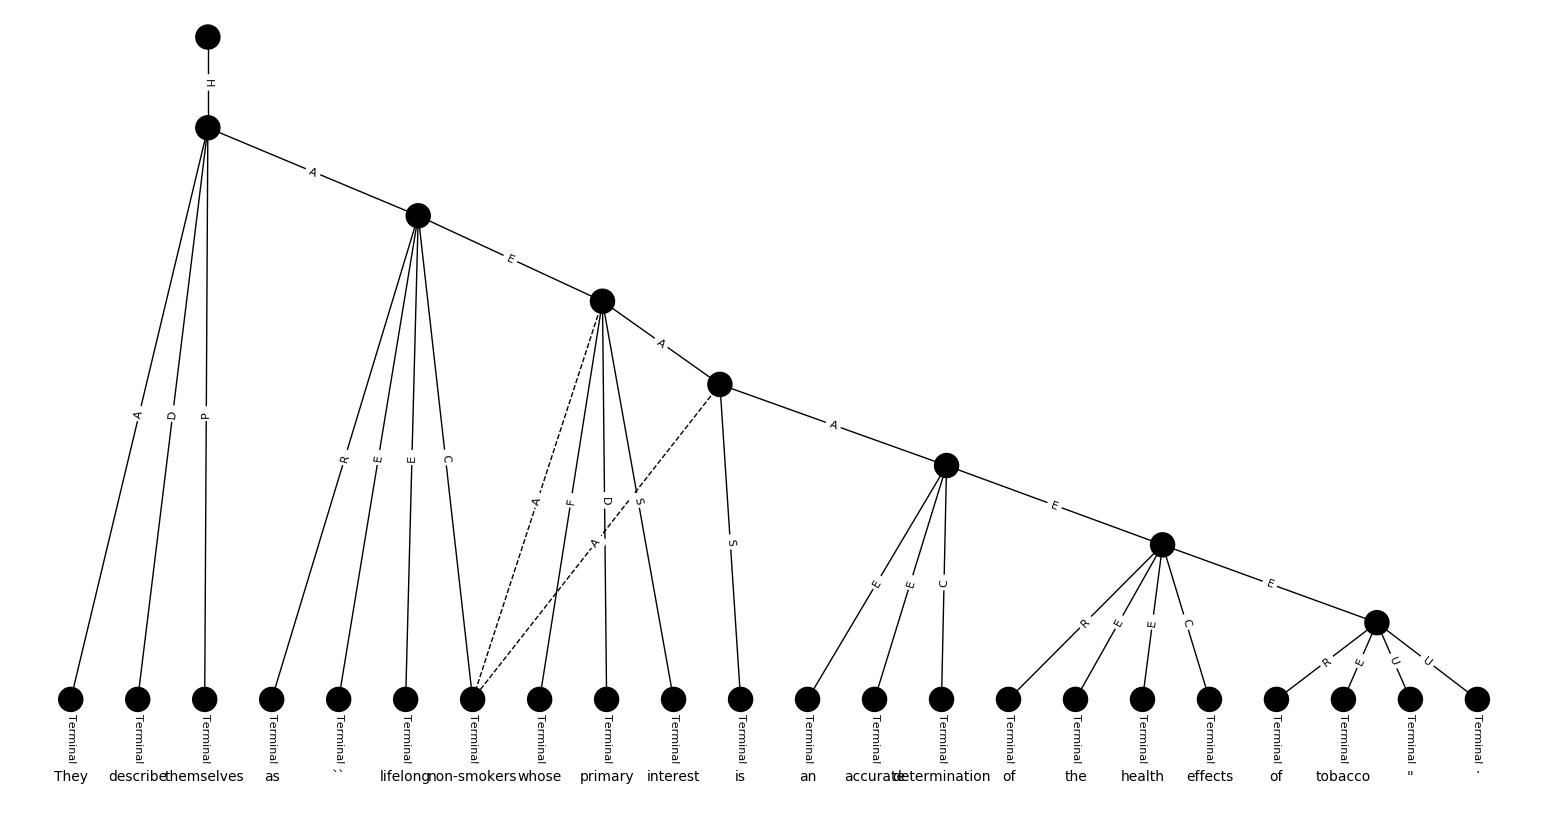 H
A
E
A
A D P
A
R E E C
E
A F D S
A
S
E
E E C
R E E C
R E U U
Terminal Terminal Terminal Terminal Terminal Terminal Terminal Terminal Terminal Terminal Terminal Terminal Terminal Terminal Terminal Terminal Terminal Terminal Terminal Terminal Terminal Terminal
They describe themselves as `` lifelong non-smokers whose primary interest is an accurate determination of the health effects of tobacco " .